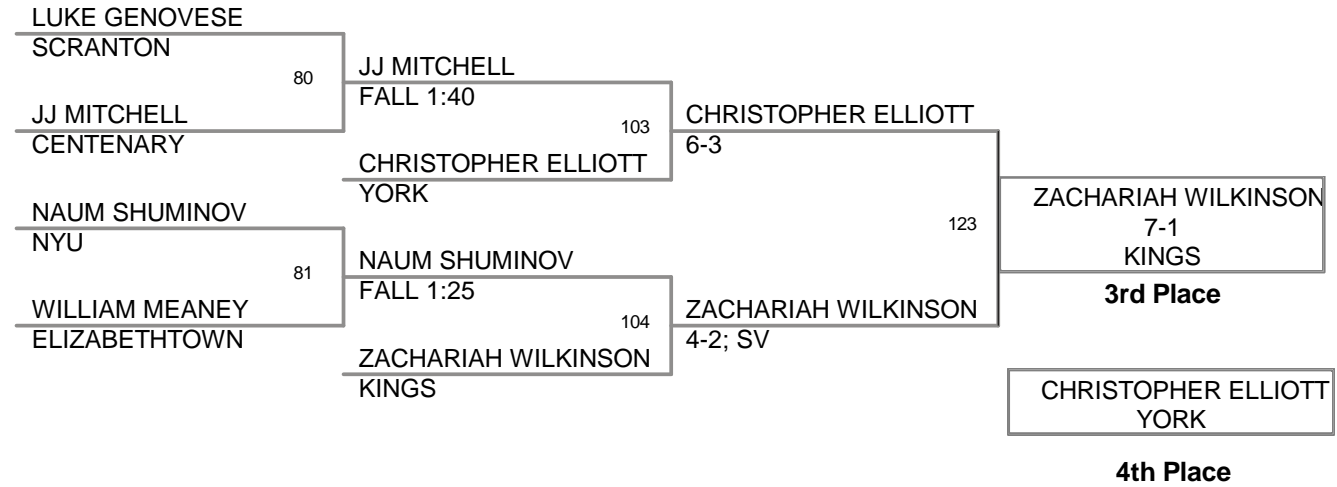 LUKE GENOVESE
SCRANTON
80
JJ MITCHELL
FALL 1:40
JJ MITCHELL
CENTENARY
103
CHRISTOPHER ELLIOTT
6-3
CHRISTOPHER ELLIOTT
YORK
NAUM SHUMINOV
NYU
123
ZACHARIAH WILKINSON
7-1
KINGS
3rd Place
81
NAUM SHUMINOV
FALL 1:25
WILLIAM MEANEY
ELIZABETHTOWN
104
ZACHARIAH WILKINSON
4-2; SV
ZACHARIAH WILKINSON
KINGS
CHRISTOPHER ELLIOTT
YORK
4th Place